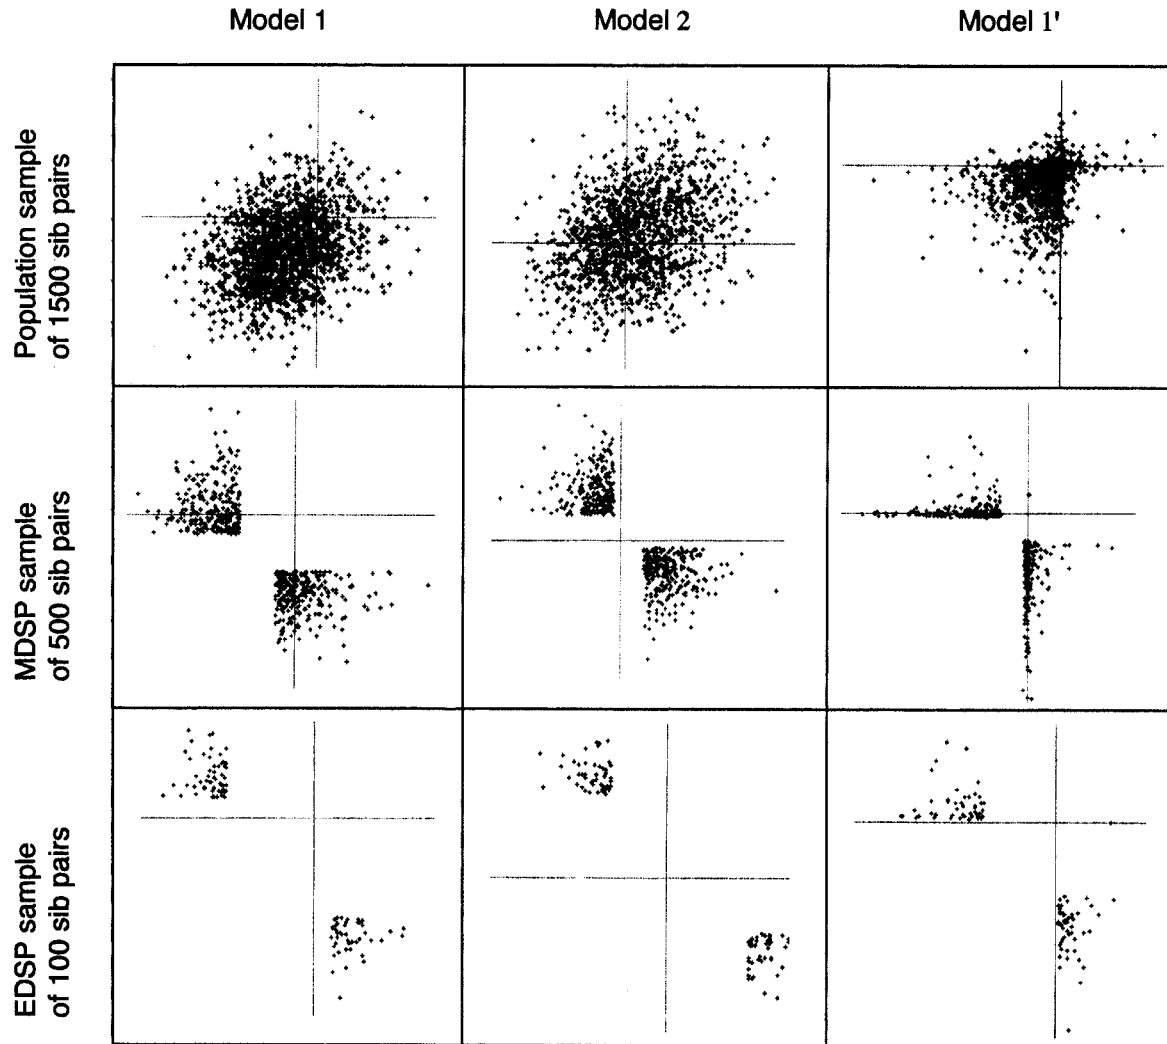 Model 1
Model 2
Model 1'
Population sample
of 1500 sib pairs
MDSP sample
of 500 sib pairs
EDSP sample
of 100 sib pairs